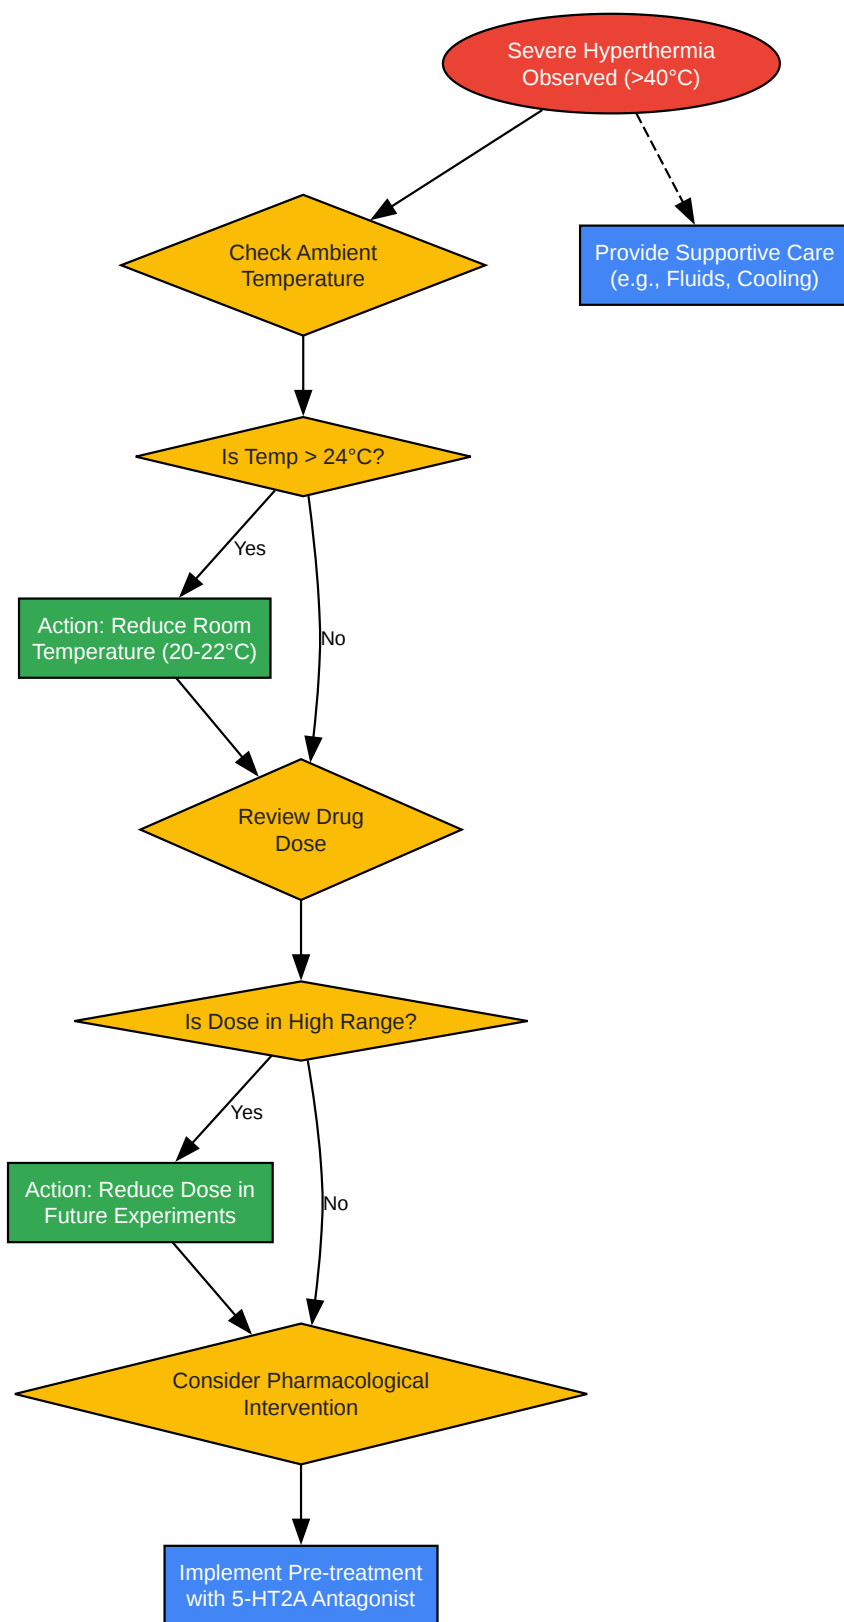 Severe Hyperthermia
Observed (>40°C)
Check Ambient
Temperature
Provide Supportive Care
(e.g., Fluids, Cooling)
Is Temp > 24°C?
Yes
Action: Reduce Room
Temperature (20-22°C)
No
Review Drug
Dose
Is Dose in High Range?
Yes
Action: Reduce Dose in
Future Experiments
No
Consider Pharmacological
Intervention
Implement Pre-treatment
with 5-HT2A Antagonist